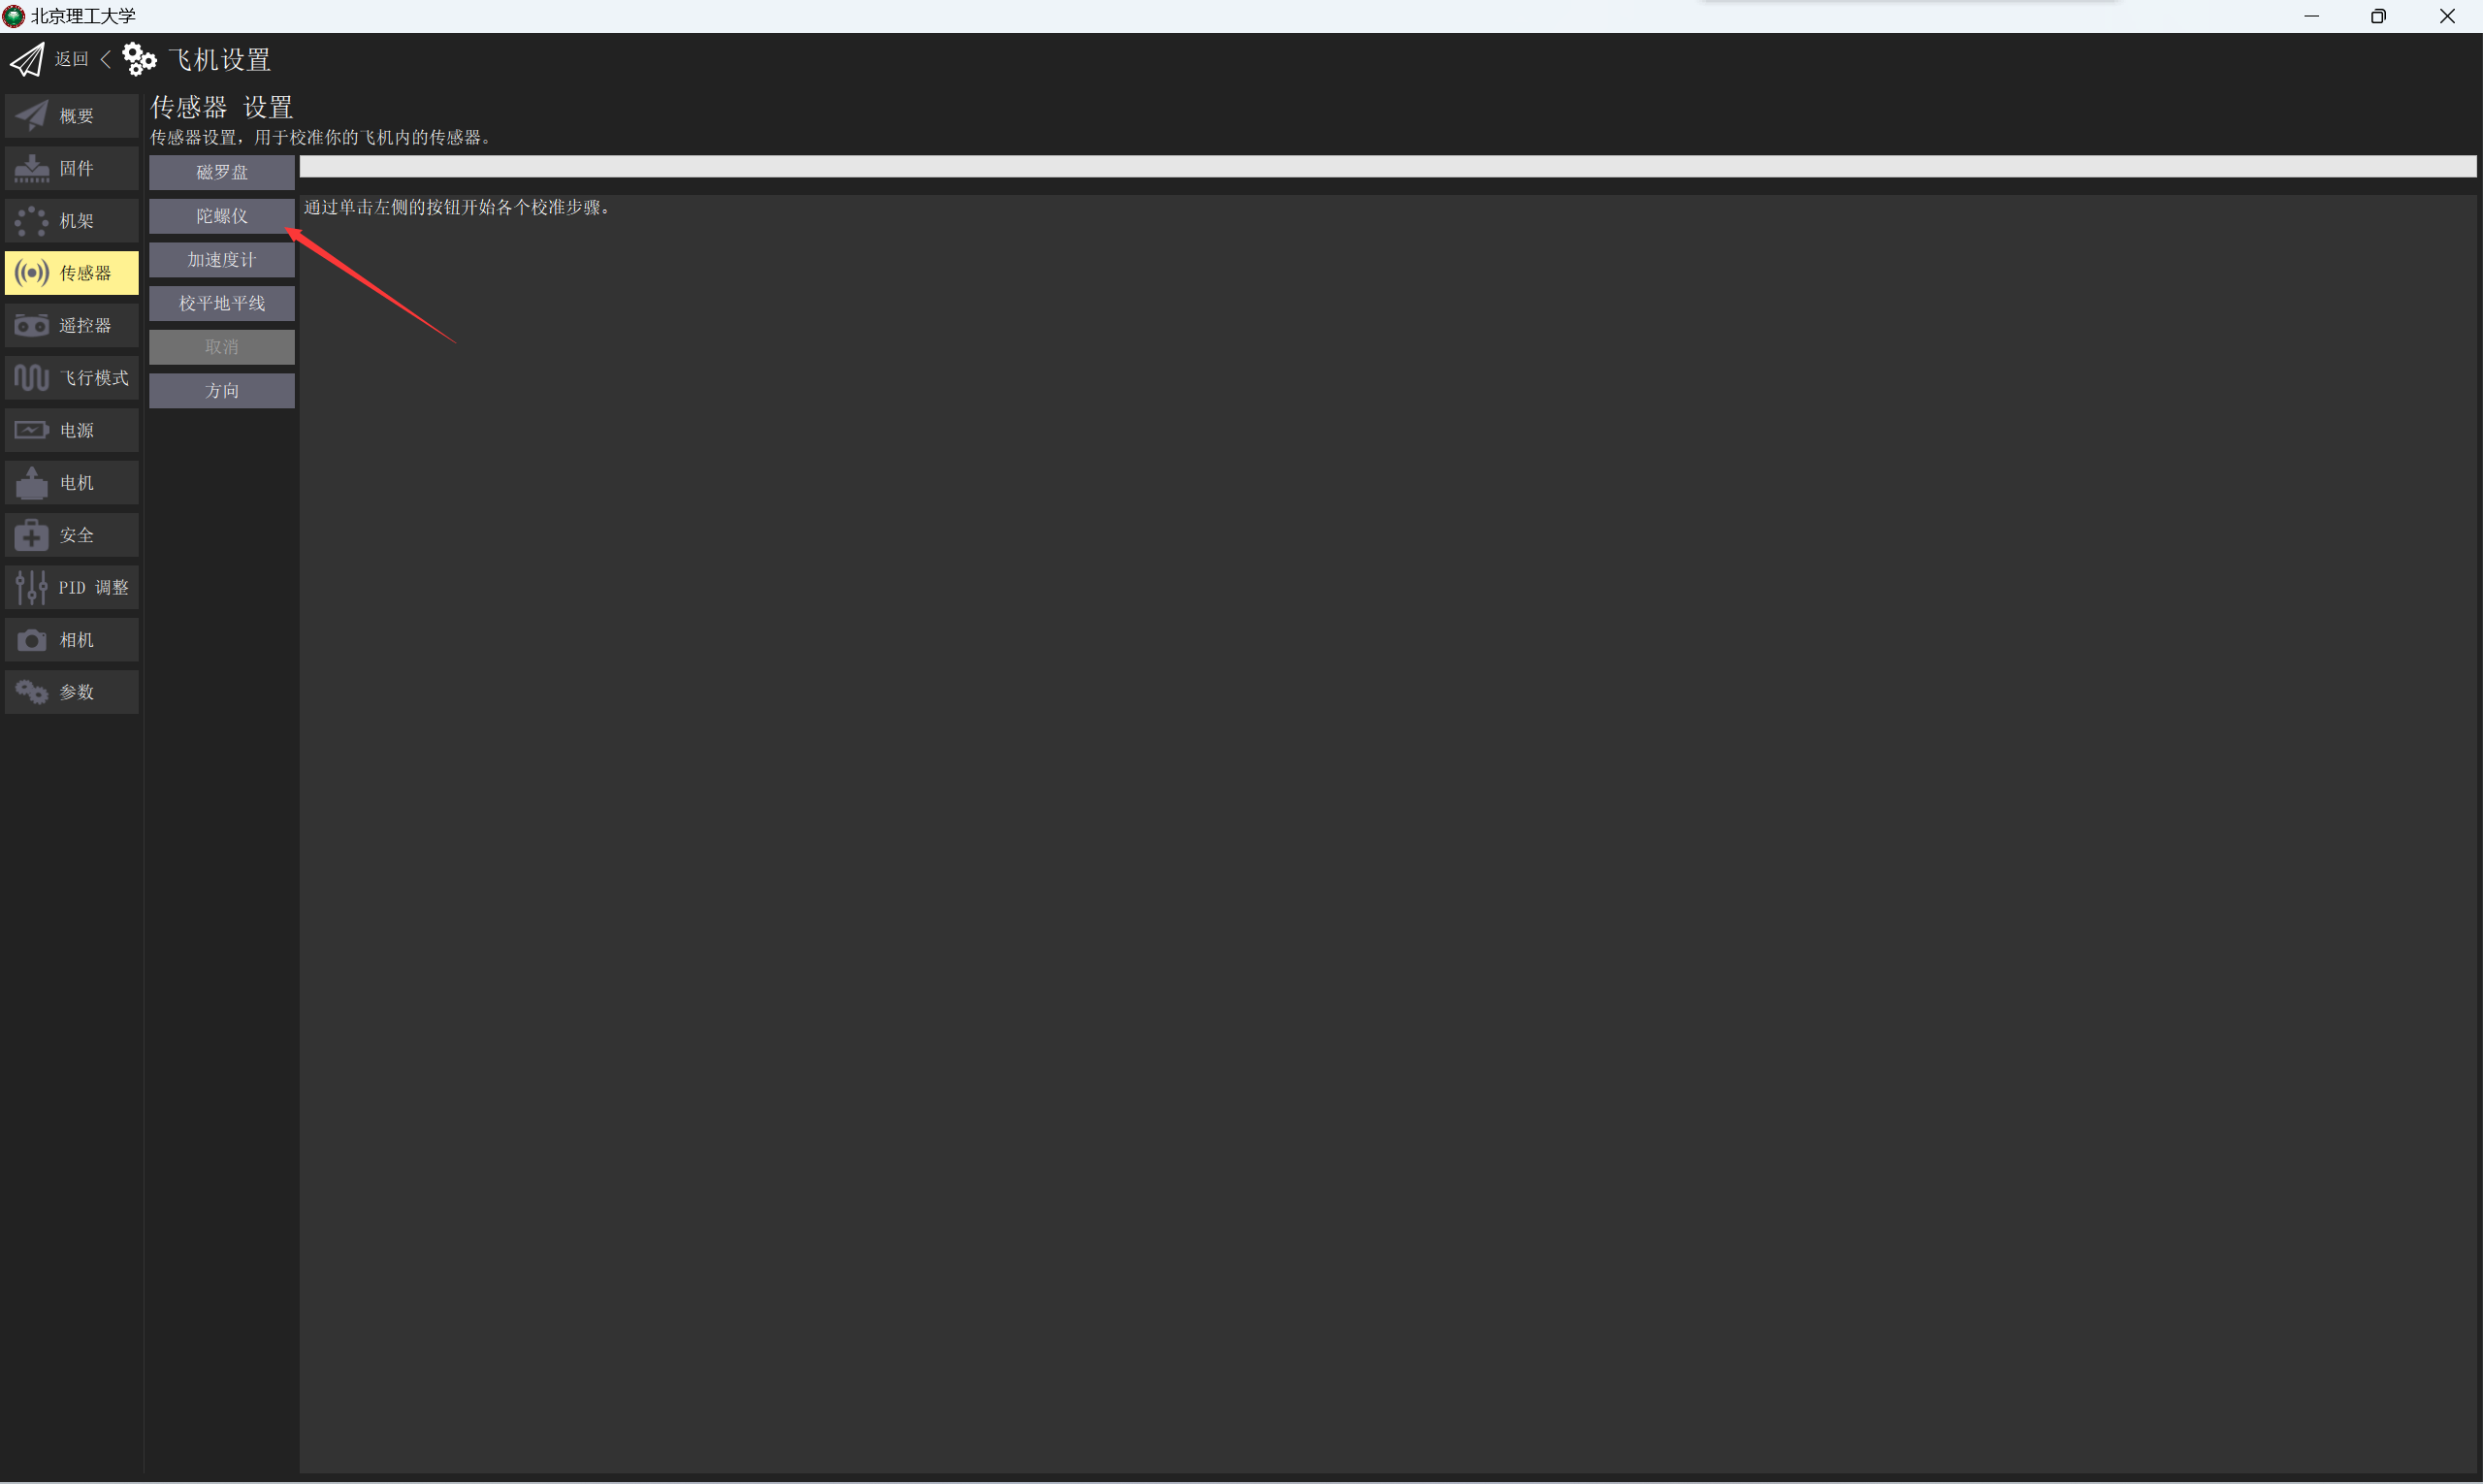 北京理工大学
返回 飞机设置
概要
固件
机架
传感器
遥控器
飞行模式
电源
电机
安全
PID 调整
相机
参数
传感器 设置
传感器设置，用于校准你的飞机内的传感器。
磁罗盘
陀螺仪
加速度计
校平地平线
取消
方向
通过单击左侧的按钮开始各个校准步骤。